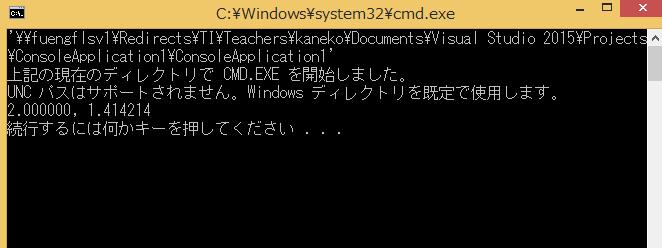 C:¥Windows¥system32¥cmd.exe
'¥¥fuengflsv1¥Redirects¥TI¥Teachers¥kaneko¥Documents¥Visual Studio 2015¥Projects
¥ConsoleApplication1¥ConsoleApplication1'
上記の現在のディレクトリで CMD.EXE を開始しました。
UNC パスはサポートされません。Windows ディレクトリを既定で使用します。
2.000000, 1.414214
続行するには何かキーを押してください . . .